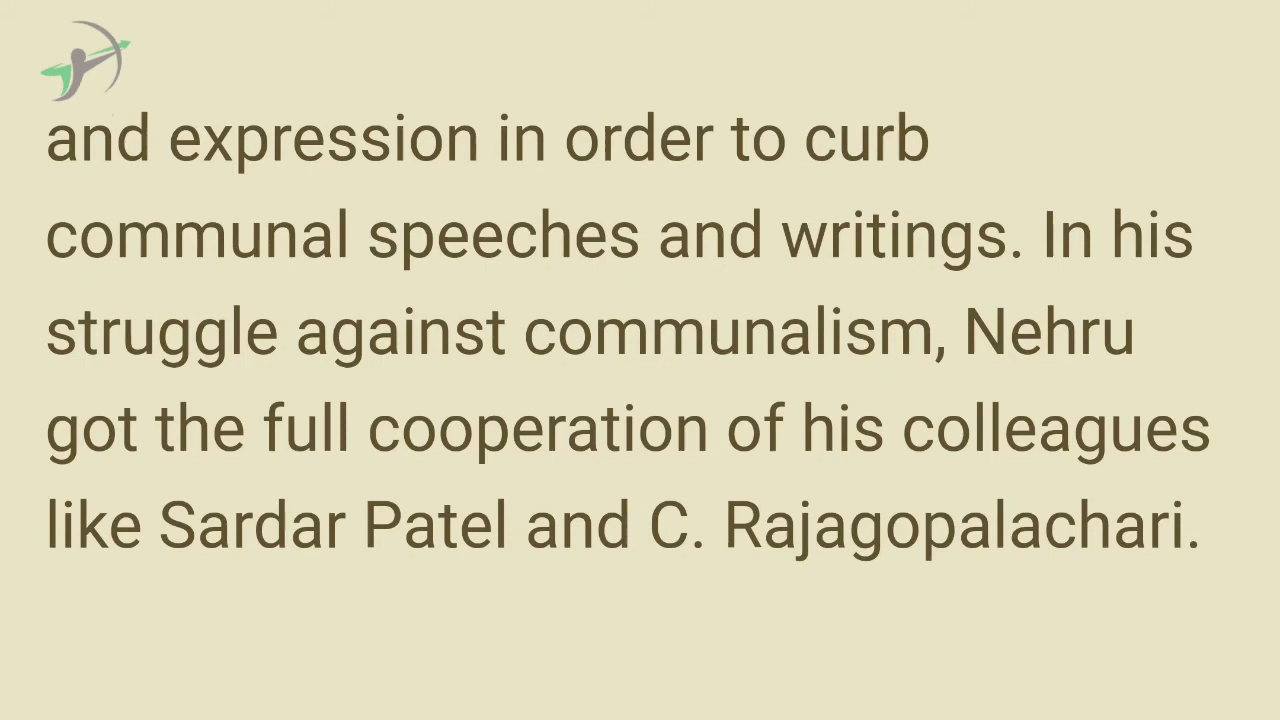 and expression in order to curb
communal speeches and writings. In his
struggle against communalism, Nehru
got the full cooperation of his colleagues
like Sardar Patel and C. Rajagopalachari.